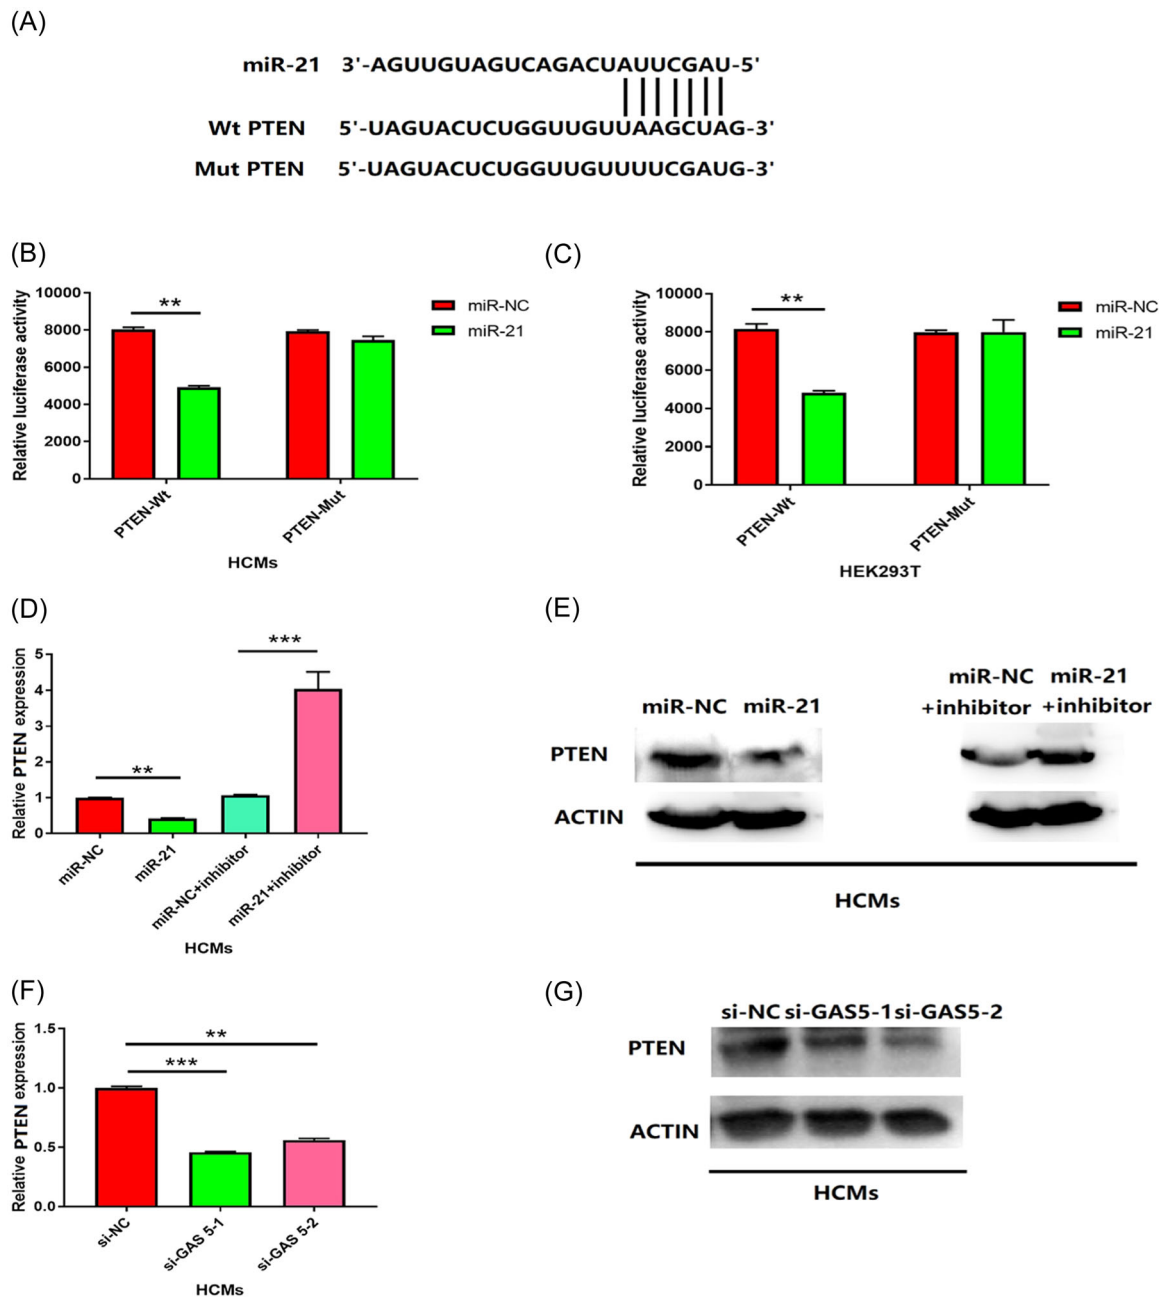 (A)
miR-21 3'-AGUUGUAGUCAGACUAUUCGAU-5'
Wt PTEN 5'-UAGUACUCUGGUUGUUAAGCUAG-3'
Mut PTEN 5'-UAGUACUCUGGUUGUUUUCGAUG-3'
(B)
Relative luciferase activity
10000
8000
6000
4000
2000
0
**
miR-NC
miR-21
PTEN-Wt
PTEN-Mut
HCMs
(C)
Relative luciferase activity
10000
8000
6000
4000
2000
0
**
miR-NC
miR-21
PTEN-Wt
PTEN-Mut
HEK293T
(D)
Relative PTEN expression
5
4
3
2
1
0
**
***
miR-NC
miR-21
miR-NC+inhibitor
miR-21+inhibitor
HCMs
(E)
miR-NC miR-21
miR-NC miR-21
+inhibitor +inhibitor
PTEN
ACTIN
HCMs
(F)
Relative PTEN expression
1.5
1.0
0.5
0.0
**
***
si-NC
si-GAS 5-1
si-GAS 5-2
HCMs
(G)
si-NC si-GAS5-1 si-GAS5-2
PTEN
ACTIN
HCMs